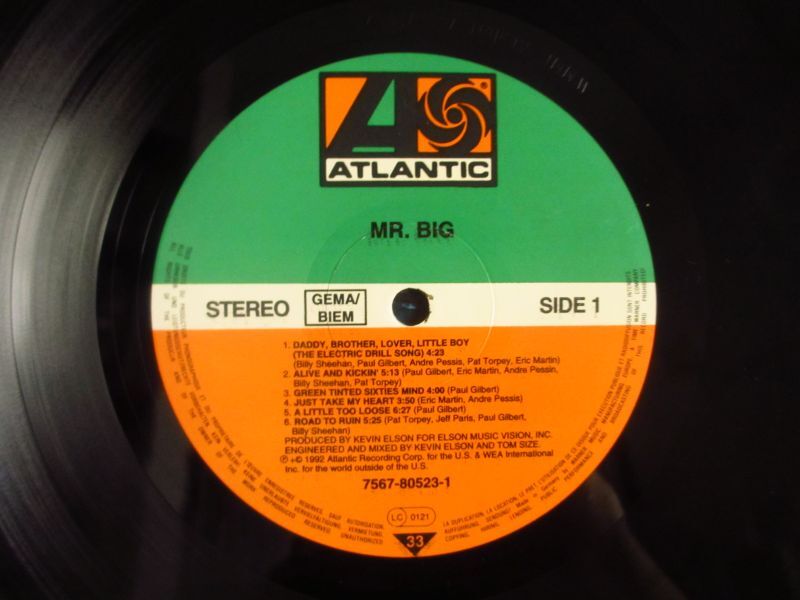 ATLANTIC
®
MR. BIG
STEREO
GEMA/
BIEM
SIDE 1
1. DADDY, BROTHER, LOVER, LITTLE BOY
(THE ELECTRIC DRILL SONG) 4:23
(Billy Sheehan, Paul Gilbert, Andre Pessis, Pat Torpey, Eric Martin)
2. ALIVE AND KICKIN' 5:13 (Paul Gilbert, Eric Martin, Andre Pessin,
Billy Sheehan, Pat Torpey)
3. GREEN TINTED SIXTIES MIND 4:00 (Paul Gilbert)
4. JUST TAKE MY HEART 3:50 (Eric Martin, Andre Pessis)
5. A LITTLE TOO LOOSE 6:27 (Paul Gilbert)
6. ROAD TO RUIN 5:25 (Pat Torpey, Jeff Paris, Paul Gilbert,
Billy Sheehan)
PRODUCED BY KEVIN ELSON FOR ELSON MUSIC VISION, INC.
ENGINEERED AND MIXED BY KEVIN ELSON AND TOM SIZE.
℗+© 1992 Atlantic Recording Corp. for the U.S. & WEA International
Inc. for the world outside of the U.S.
7567-80523-1
LC 0121
33